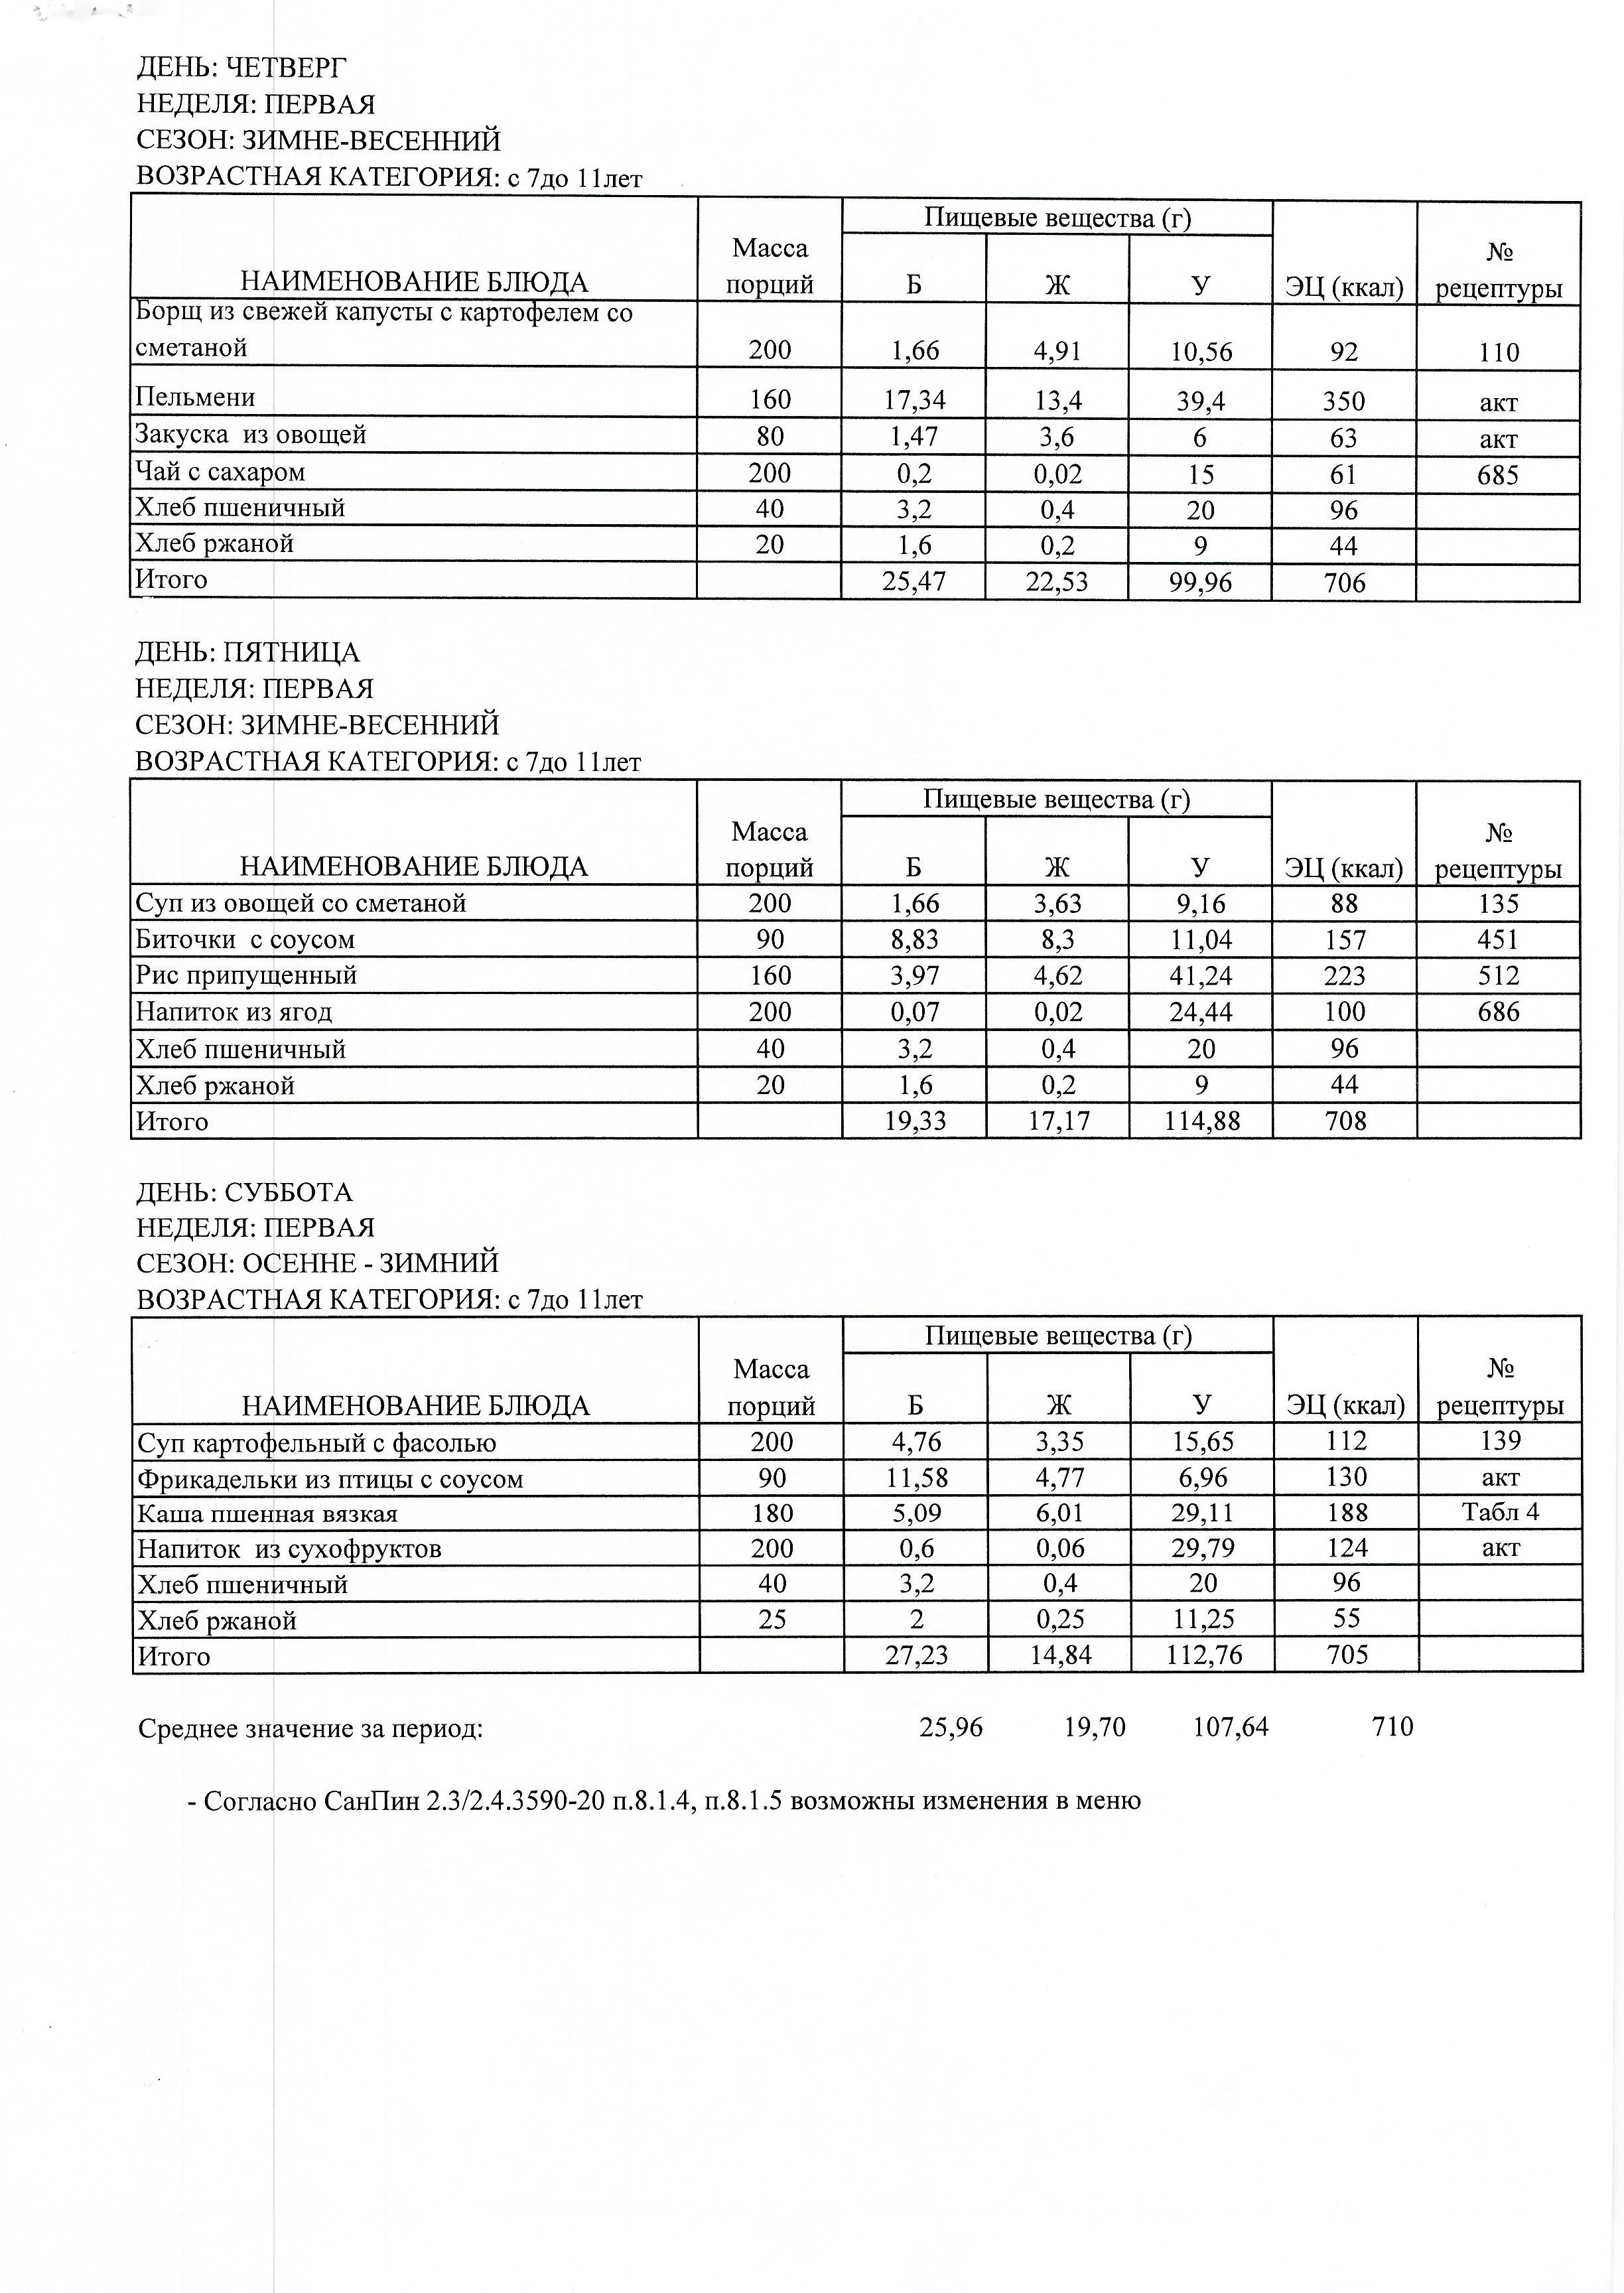 ДЕНЬ: ЧЕТВЕРГ
НЕДЕЛЯ: ПЕРВАЯ
СЕЗОН: ЗИМНЕ-ВЕСЕННИЙ
ВОЗРАСТНАЯ КАТЕГОРИЯ: с 7до 11лет
НАИМЕНОВАНИЕ БЛЮДА Масса порций Пищевые вещества (г) Б Ж У ЭЦ (ккал) № рецептуры
Борщ из свежей капусты с картофелем со
сметаной 200 1,66 4,91 10,56 92 110
Пельмени 160 17,34 13,4 39,4 350 акт
Закуска из овощей 80 1,47 3,6 6 63 акт
Чай с сахаром 200 0,2 0,02 15 61 685
Хлеб пшеничный 40 3,2 0,4 20 96
Хлеб ржаной 20 1,6 0,2 9 44
Итого 25,47 22,53 99,96 706
ДЕНЬ: ПЯТНИЦА
НЕДЕЛЯ: ПЕРВАЯ
СЕЗОН: ЗИМНЕ-ВЕСЕННИЙ
ВОЗРАСТНАЯ КАТЕГОРИЯ: с 7до 11лет
НАИМЕНОВАНИЕ БЛЮДА Масса порций Пищевые вещества (г) Б Ж У ЭЦ (ккал) № рецептуры
Суп из овощей со сметаной 200 1,66 3,63 9,16 88 135
Биточки с соусом 90 8,83 8,3 11,04 157 451
Рис припущенный 160 3,97 4,62 41,24 223 512
Напиток из ягод 200 0,07 0,02 24,44 100 686
Хлеб пшеничный 40 3,2 0,4 20 96
Хлеб ржаной 20 1,6 0,2 9 44
Итого 19,33 17,17 114,88 708
ДЕНЬ: СУББОТА
НЕДЕЛЯ: ПЕРВАЯ
СЕЗОН: ОСЕННЕ - ЗИМНИЙ
ВОЗРАСТНАЯ КАТЕГОРИЯ: с 7до 11лет
НАИМЕНОВАНИЕ БЛЮДА Масса порций Пищевые вещества (г) Б Ж У ЭЦ (ккал) № рецептуры
Суп картофельный с фасолью 200 4,76 3,35 15,65 112 139
Фрикадельки из птицы с соусом 90 11,58 4,77 6,96 130 акт
Каша пшенная вязкая 180 5,09 6,01 29,11 188 Табл 4
Напиток из сухофруктов 200 0,6 0,06 29,79 124 акт
Хлеб пшеничный 40 3,2 0,4 20 96
Хлеб ржаной 25 2 0,25 11,25 55
Итого 27,23 14,84 112,76 705
Среднее значение за период: 25,96 19,70 107,64 710
- Согласно СанПин 2.3/2.4.3590-20 п.8.1.4, п.8.1.5 возможны изменения в меню